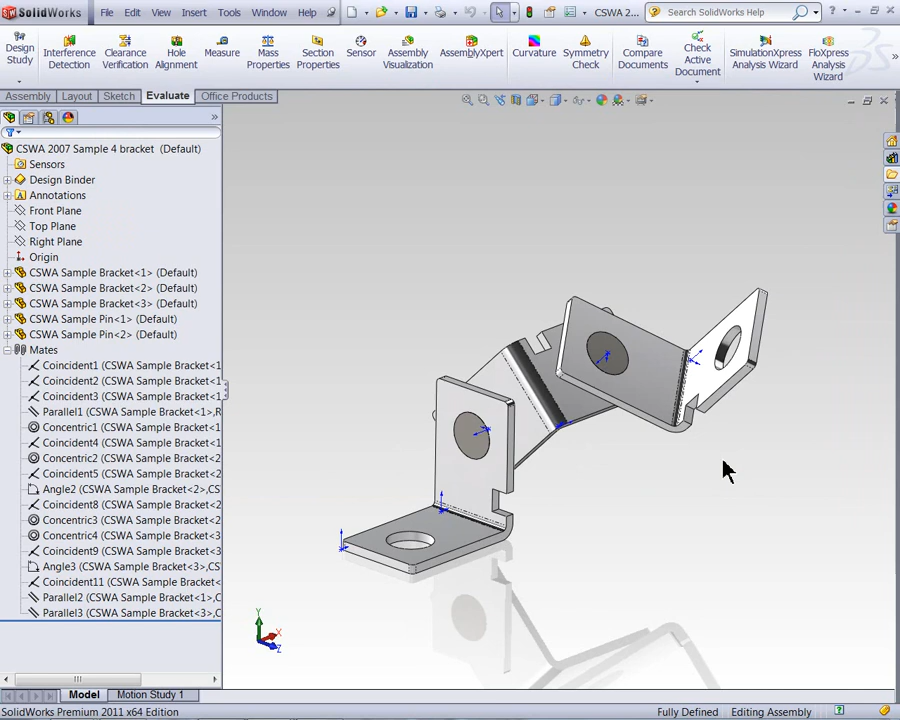 SolidWorks File Edit View Insert Tools Window Help CSWA 2... Search SolidWorks Help
Design Study
Interference Detection
Clearance Verification
Hole Alignment
Measure
Mass Properties
Section Properties
Sensor
Assembly Visualization
AssemblyXpert
Curvature
Symmetry Check
Compare Documents
Check Active Document
SimulationXpress Analysis Wizard
FloXpress Analysis Wizard
Assembly Layout Sketch Evaluate Office Products
CSWA 2007 Sample 4 bracket (Default)
Sensors
Design Binder
Annotations
Front Plane
Top Plane
Right Plane
Origin
CSWA Sample Bracket<1> (Default)
CSWA Sample Bracket<2> (Default)
CSWA Sample Bracket<3> (Default)
CSWA Sample Pin<1> (Default)
CSWA Sample Pin<2> (Default)
Mates
Coincident1 (CSWA Sample Bracket<1
Coincident2 (CSWA Sample Bracket<1
Coincident3 (CSWA Sample Bracket<1
Parallel1 (CSWA Sample Bracket<1>,R
Concentric1 (CSWA Sample Bracket<1
Coincident4 (CSWA Sample Bracket<1
Concentric2 (CSWA Sample Bracket<2
Coincident5 (CSWA Sample Bracket<2
Angle2 (CSWA Sample Bracket<2>,CS
Coincident8 (CSWA Sample Bracket<2
Concentric3 (CSWA Sample Bracket<2
Concentric4 (CSWA Sample Bracket<3
Coincident9 (CSWA Sample Bracket<3
Angle3 (CSWA Sample Bracket<3>,CS
Coincident11 (CSWA Sample Bracket<
Parallel2 (CSWA Sample Bracket<1>,C
Parallel3 (CSWA Sample Bracket<3>,C
Y
X
Z
Model Motion Study 1
SolidWorks Premium 2011 x64 Edition Fully Defined Editing Assembly